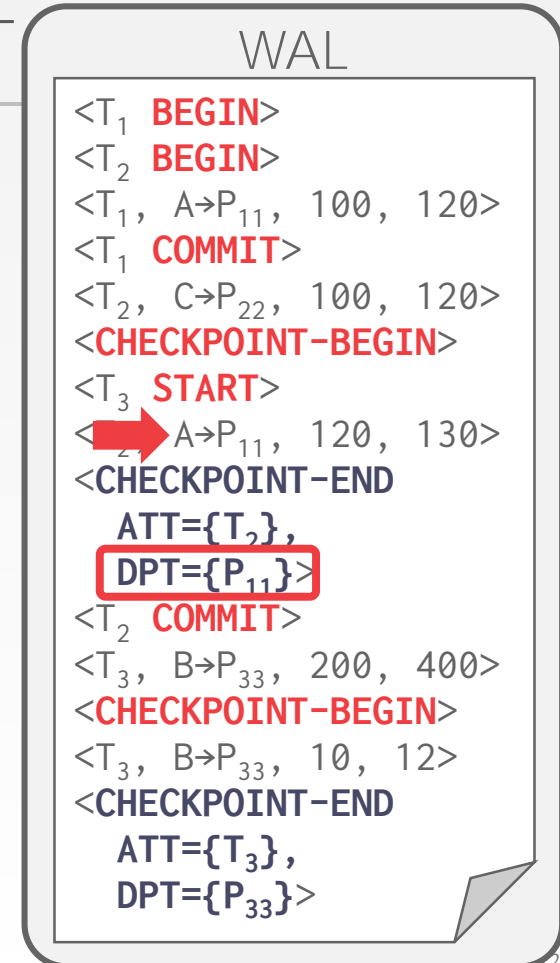 WAL
<T₁ BEGIN>
<T₂ BEGIN>
<T₁, A→P₁₁, 100, 120>
<T₁ COMMIT>
<T₂, C→P₂₂, 100, 120>
<CHECKPOINT-BEGIN>
<T₃ START>
<₂, A→P₁₁, 120, 130>
<CHECKPOINT-END
ATT={T₂},
DPT={P₁₁}>
<T₂ COMMIT>
<T₃, B→P₃₃, 200, 400>
<CHECKPOINT-BEGIN>
<T₃, B→P₃₃, 10, 12>
<CHECKPOINT-END
ATT={T₃},
DPT={P₃₃}>